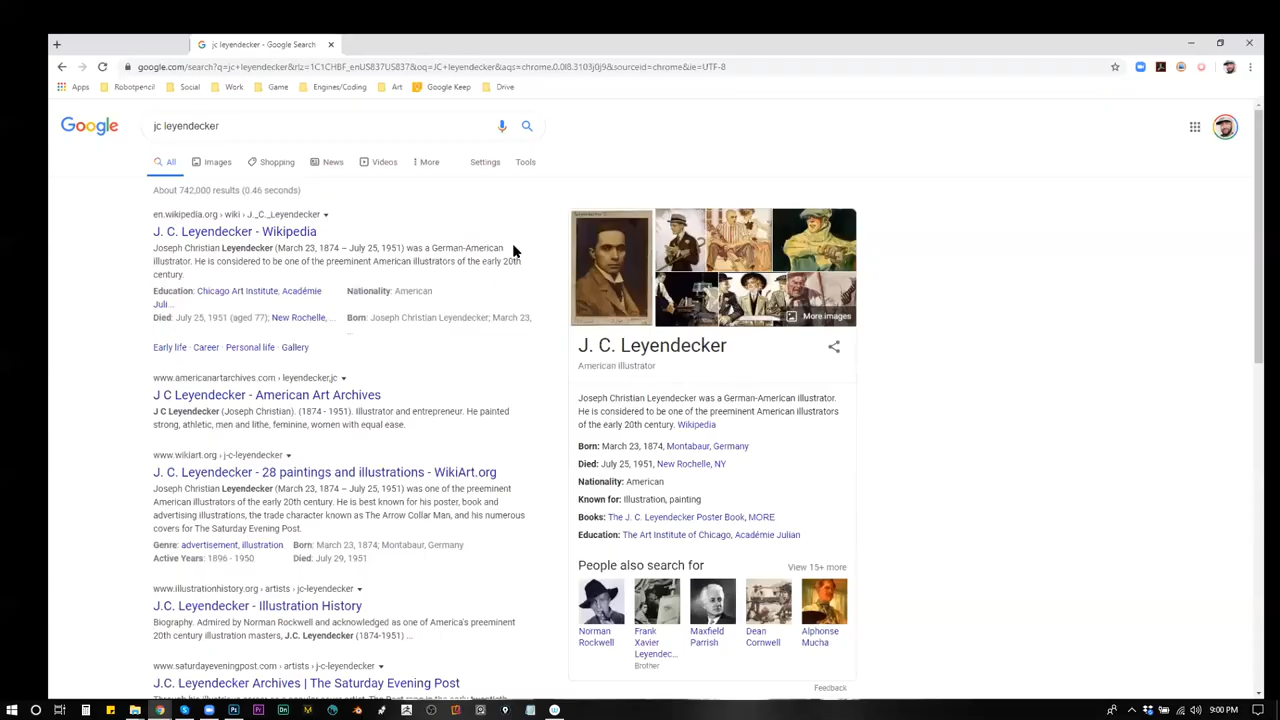 jc leyendecker - Google Search
google.com/search?q=jc+leyendecker&rlz=1C1CHBF_enUS837US837&oq=JC+leyendecker&aqs=chrome.0.0l8.3103j0j9&sourceid=chrome&ie=UTF-8
Apps Robotpencil Social Work Game Engines/Coding Art Google Keep Drive
Google
jc leyendecker
All Images Shopping News Videos More Settings Tools
About 742,000 results (0.46 seconds)
en.wikipedia.org › wiki › J._C._Leyendecker
J. C. Leyendecker - Wikipedia
Joseph Christian Leyendecker (March 23, 1874 – July 25, 1951) was a German-American
illustrator. He is considered to be one of the preeminent American illustrators of the early 20th
century.
Education: Chicago Art Institute, Académie Nationality: American
Juli...
Died: July 25, 1951 (aged 77); New Rochelle, ... Born: Joseph Christian Leyendecker; March 23,
...
Early life · Career · Personal life · Gallery
www.americanartarchives.com › leyendecker,jc
J C Leyendecker - American Art Archives
J C Leyendecker (Joseph Christian). (1874 - 1951). Illustrator and entrepreneur. He painted
strong, athletic, men and lithe, feminine, women with equal ease.
www.wikiart.org › j-c-leyendecker
J. C. Leyendecker - 28 paintings and illustrations - WikiArt.org
Joseph Christian Leyendecker (March 23, 1874 – July 25, 1951) was one of the preeminent
American illustrators of the early 20th century. He is best known for his poster, book and
advertising illustrations, the trade character known as The Arrow Collar Man, and his numerous
covers for The Saturday Evening Post.
Genre: advertisement, illustration Born: March 23, 1874; Montabaur, Germany
Active Years: 1896 - 1950 Died: July 29, 1951
www.illustrationhistory.org › artists › jc-leyendecker
J.C. Leyendecker - Illustration History
Biography. Admired by Norman Rockwell and acknowledged as one of America's preeminent
20th century illustration masters, J.C. Leyendecker (1874-1951) ...
www.saturdayeveningpost.com › artists › j-c-leyendecker
J.C. Leyendecker Archives | The Saturday Evening Post
More images
J. C. Leyendecker
American illustrator
Joseph Christian Leyendecker was a German-American illustrator.
He is considered to be one of the preeminent American illustrators
of the early 20th century. Wikipedia
Born: March 23, 1874, Montabaur, Germany
Died: July 25, 1951, New Rochelle, NY
Nationality: American
Known for: Illustration, painting
Books: The J. C. Leyendecker Poster Book, MORE
Education: The Art Institute of Chicago, Académie Julian
People also search for View 15+ more
Norman Rockwell
Frank Xavier Leyendec...
Brother
Maxfield Parrish
Dean Cornwell
Alphonse Mucha
Feedback
9:00 PM